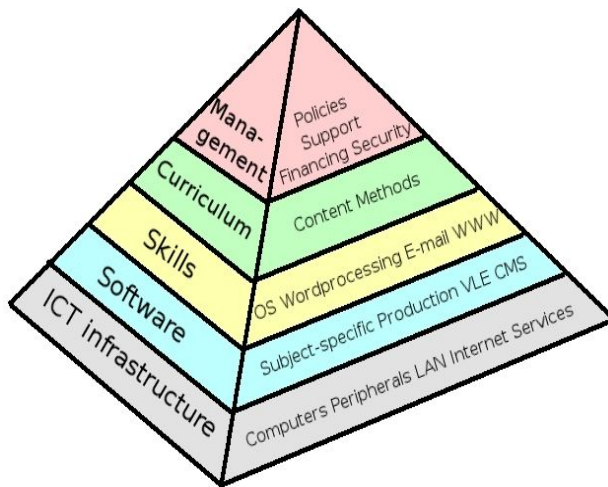 Mana-
gement
Policies
Support
Financing Security
Curriculum
Content Methods
Skills
OS Wordprocessing E-mail WWW
Software
Subject-specific Production VLE CMS
ICT infrastructure
Computers Peripherals LAN Internet Services